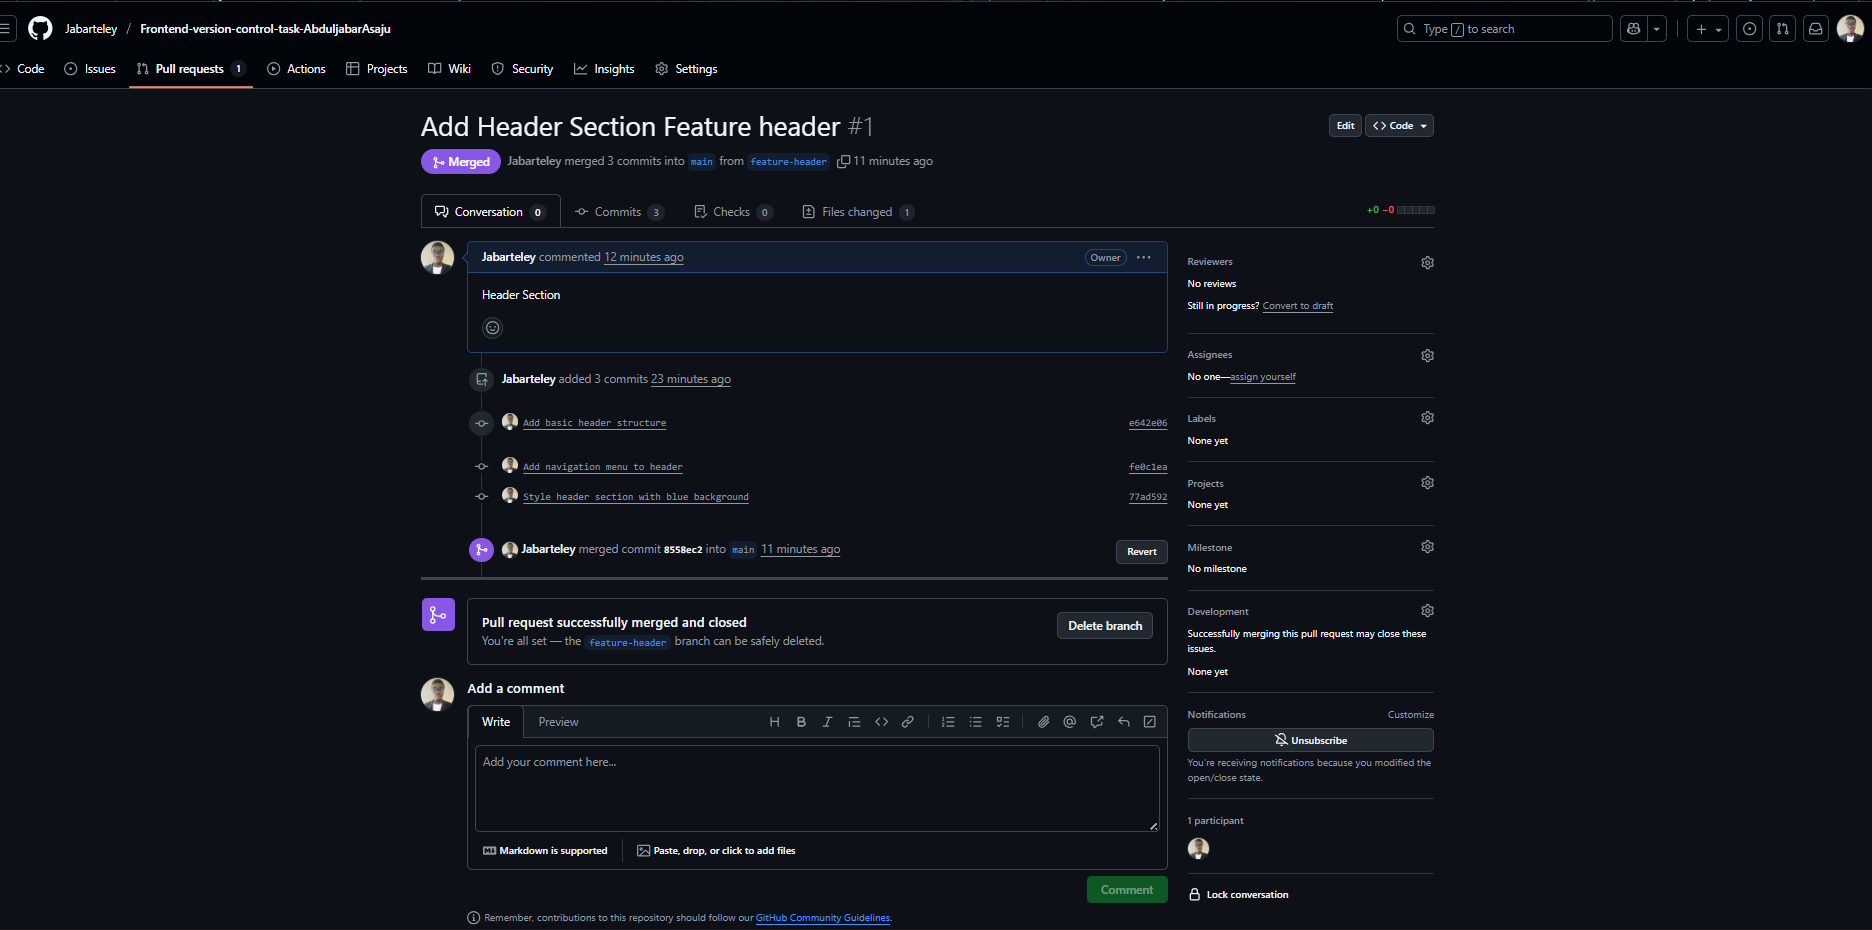 Jabarteley / Frontend-version-control-task-AbduljabarAsaju
Type / to search
Code Issues Pull requests 1 Actions Projects Wiki Security Insights Settings
Add Header Section Feature header #1
Edit Code
Merged Jabarteley merged 3 commits into main from feature-header 11 minutes ago
Conversation 0 Commits 3 Checks 0 Files changed 1
+0 −0
Jabarteley commented 12 minutes ago
Owner
Header Section
Jabarteley added 3 commits 23 minutes ago
Add basic header structure e642e06
Add navigation menu to header fe0c1ea
Style header section with blue background 77ad592
Jabarteley merged commit 8558ec2 into main 11 minutes ago
Revert
Pull request successfully merged and closed
You're all set — the feature-header branch can be safely deleted.
Delete branch
Add a comment
Write Preview
H B I
Add your comment here...
Markdown is supported
Paste, drop, or click to add files
Comment
Remember, contributions to this repository should follow our GitHub Community Guidelines.
Reviewers
No reviews
Still in progress? Convert to draft
Assignees
No one—assign yourself
Labels
None yet
Projects
None yet
Milestone
No milestone
Development
Successfully merging this pull request may close these
issues.
None yet
Notifications Customize
Unsubscribe
You're receiving notifications because you modified the
open/close state.
1 participant
Lock conversation